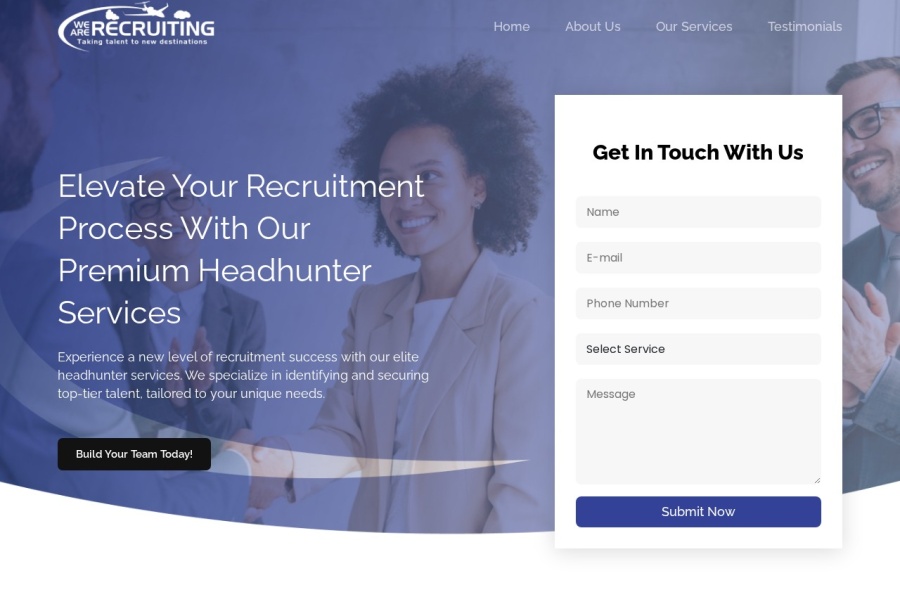 WE ARE RECRUITING
Taking talent to new destinations
Home
About Us
Our Services
Testimonials
Elevate Your Recruitment
Process With Our
Premium Headhunter
Services
Experience a new level of recruitment success with our elite
headhunter services. We specialize in identifying and securing
top-tier talent, tailored to your unique needs.
Build Your Team Today!
Get In Touch With Us
Name
E-mail
Phone Number
Select Service
Message
Submit Now